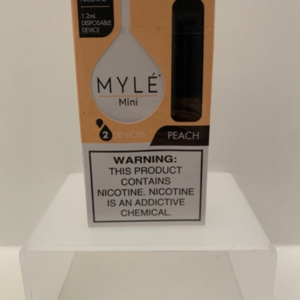 1.2mL
DISPOSABLE
DEVICE
MYLÉ
Mini
2 DEVICES
PEACH
WARNING:
THIS PRODUCT
CONTAINS
NICOTINE. NICOTINE
IS AN ADDICTIVE
CHEMICAL.